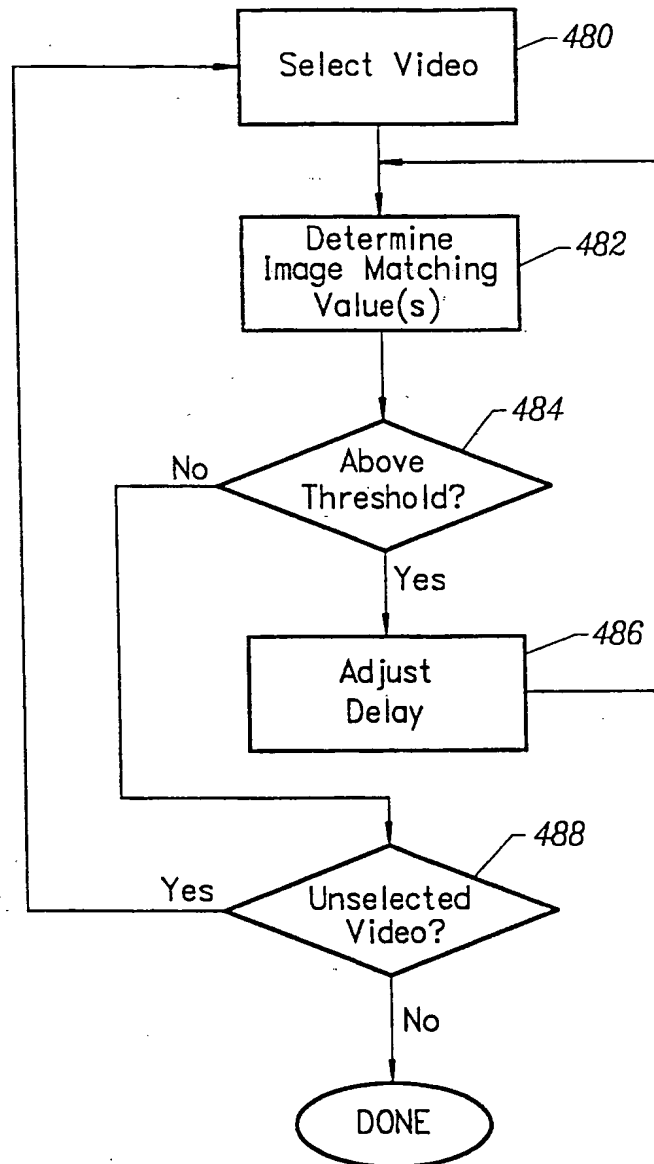 Select Video
480
Determine
Image Matching
Value(s)
482
484
No
Above
Threshold?
Yes
486
Adjust
Delay
488
Yes
Unselected
Video?
No
DONE